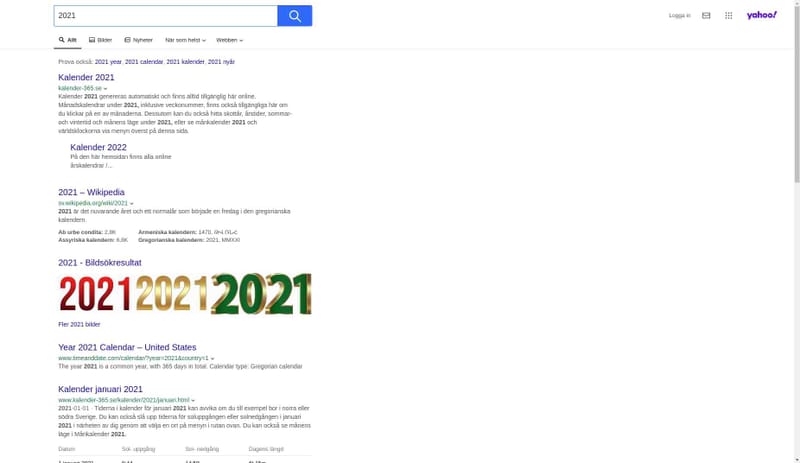 2021
Logga in
yahoo!
Allt
Bilder
Nyheter
När som helst
Webben
Prova också: 2021 year, 2021 calendar, 2021 kalender, 2021 nyår
Kalender 2021
kalender-365.se
Kalender 2021 genereras automatiskt och finns alltid tillgänglig här online.
Månadskalendrar under 2021, inklusive veckonummer, finns också tillgängliga här om
du klickar på en av månaderna. Dessutom kan du också hitta skottår, årstider, sommar-
och vintertid och månens läge under 2021, eller se månkalender 2021 och
världsklockorna via menyn överst på denna sida.
Kalender 2022
På den här hemsidan finns alla online
årskalendrar /...
2021 – Wikipedia
sv.wikipedia.org/wiki/2021
2021 är det nuvarande året och ett normalår som började en fredag i den gregorianska
kalendern.
Ab urbe condita: 2,8K
Armeniska kalendern: 1470,
Assyriska kalendern: 6,8K
Gregorianska kalendern: 2021, MMXXI
2021 - Bildsökresultat
2021 2021 2021
Fler 2021 bilder
Year 2021 Calendar – United States
www.timeanddate.com/calendar/?year=2021&country=1
The year 2021 is a common year, with 365 days in total. Calendar type: Gregorian calendar
Kalender januari 2021
www.kalender-365.se/kalender/2021/januari.html
2021-01-01 · Tiderna i kalender för januari 2021 kan avvika om du till exempel bor i norra eller
södra Sverige. Du kan också slå upp tiderna för soluppgången eller solnedgången i januari
2021 i närheten av dig genom att välja en ort på menyn i rutan ovan. Du kan också se månens
läge i Månkalender 2021.
Datum
Sol- uppgång
Sol- nedgång
Dagens längd